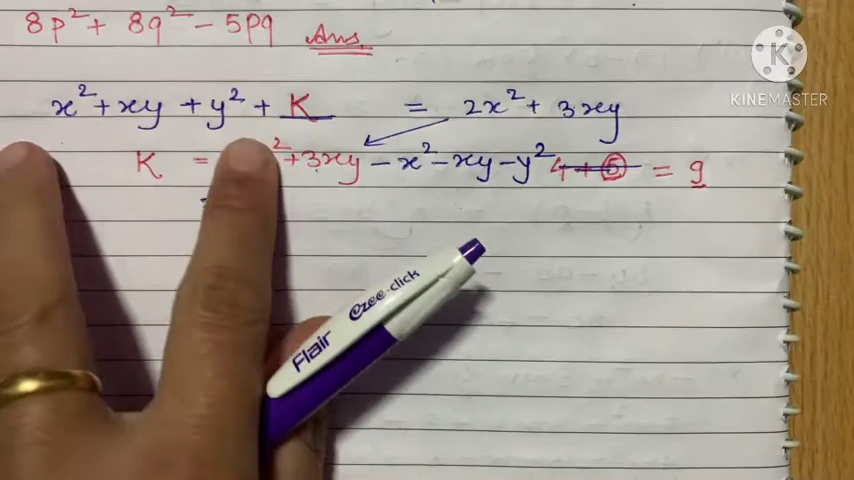 8p² + 8q² - 5pq Ans
x² + xy + y² + K = 2x² + 3xy
K = ² + 3xy - x² - xy - y² 4 + 5 = 9
Flair ezee-click
K
KINEMASTER